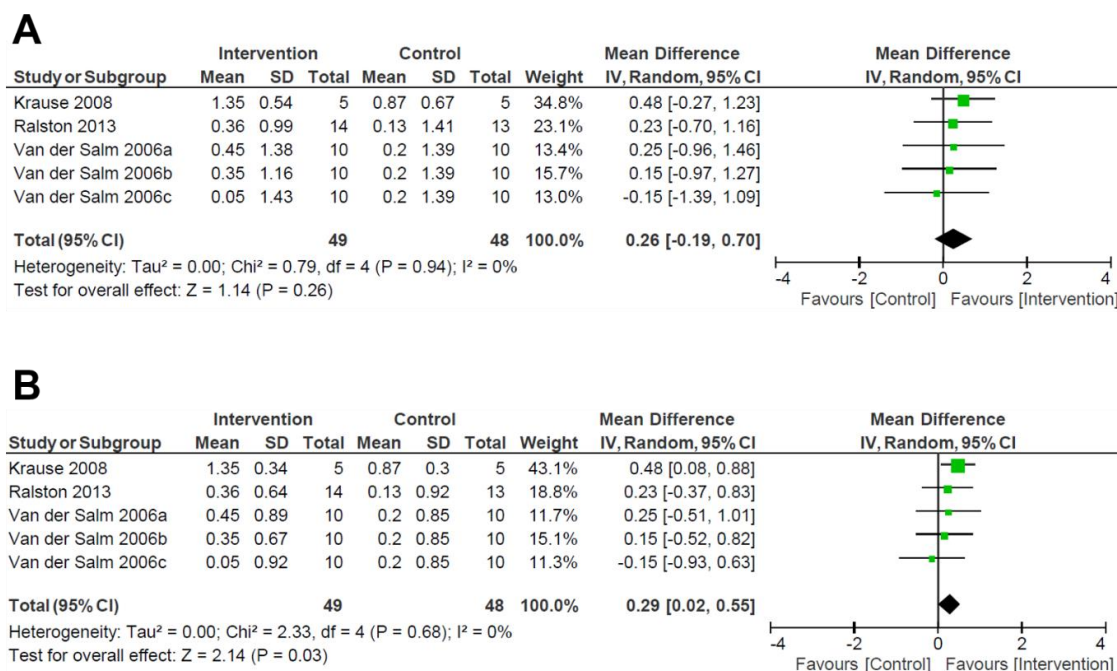 A
Intervention Control Mean Difference Mean Difference
Study or Subgroup Mean SD Total Mean SD Total Weight IV, Random, 95% CI IV, Random, 95% CI
Krause 2008 1.35 0.54 5 0.87 0.67 5 34.8% 0.48 [-0.27, 1.23]
Ralston 2013 0.36 0.99 14 0.13 1.41 13 23.1% 0.23 [-0.70, 1.16]
Van der Salm 2006a 0.45 1.38 10 0.2 1.39 10 13.4% 0.25 [-0.96, 1.46]
Van der Salm 2006b 0.35 1.16 10 0.2 1.39 10 15.7% 0.15 [-0.97, 1.27]
Van der Salm 2006c 0.05 1.43 10 0.2 1.39 10 13.0% -0.15 [-1.39, 1.09]
Total (95% CI) 49 48 100.0% 0.26 [-0.19, 0.70]
Heterogeneity: Tau² = 0.00; Chi² = 0.79, df = 4 (P = 0.94); I² = 0%
Test for overall effect: Z = 1.14 (P = 0.26)
-4 -2 0 2 4
Favours [Control] Favours [Intervention]
B
Intervention Control Mean Difference Mean Difference
Study or Subgroup Mean SD Total Mean SD Total Weight IV, Random, 95% CI IV, Random, 95% CI
Krause 2008 1.35 0.34 5 0.87 0.3 5 43.1% 0.48 [0.08, 0.88]
Ralston 2013 0.36 0.64 14 0.13 0.92 13 18.8% 0.23 [-0.37, 0.83]
Van der Salm 2006a 0.45 0.89 10 0.2 0.85 10 11.7% 0.25 [-0.51, 1.01]
Van der Salm 2006b 0.35 0.67 10 0.2 0.85 10 15.1% 0.15 [-0.52, 0.82]
Van der Salm 2006c 0.05 0.92 10 0.2 0.85 10 11.3% -0.15 [-0.93, 0.63]
Total (95% CI) 49 48 100.0% 0.29 [0.02, 0.55]
Heterogeneity: Tau² = 0.00; Chi² = 2.33, df = 4 (P = 0.68); I² = 0%
Test for overall effect: Z = 2.14 (P = 0.03)
-4 -2 0 2 4
Favours [Control] Favours [Intervention]